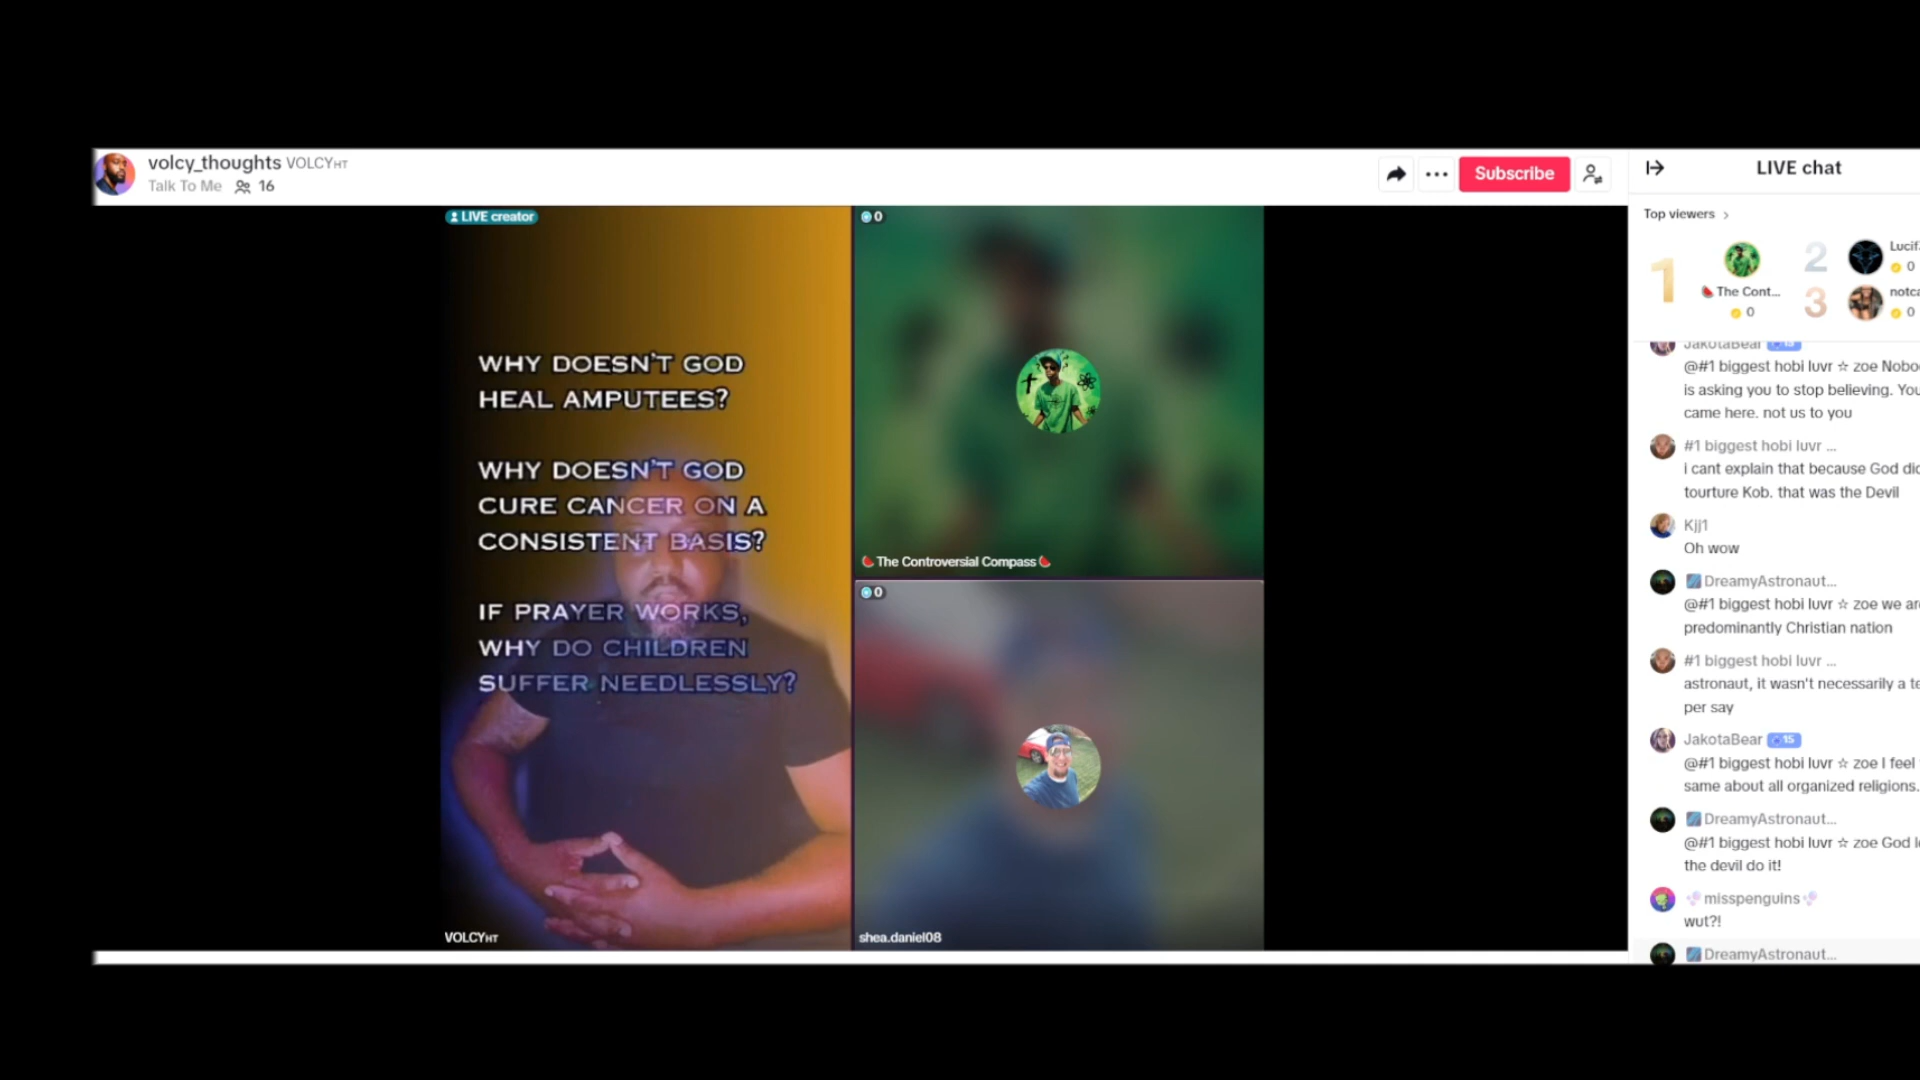 volcy_thoughts VOLCYHT
Talk To Me 16
Subscribe
LIVE creator
WHY DOESN'T GOD
HEAL AMPUTEES?
WHY DOESN'T GOD
CURE CANCER ON A
CONSISTENT BASIS?
IF PRAYER WORKS,
WHY DO CHILDREN
SUFFER NEEDLESSLY?
VOLCYHT
0
🍉The Controversial Compass🍉
0
shea.daniel08
LIVE chat
Top viewers >
1
🍉 The Cont...
0
2
0
3
0
JakotaBear 15
@#1 biggest hobi luvr ☆ zoe
is asking you to stop believing.
came here. not us to you
#1 biggest hobi luvr ...
i cant explain that because God
tourture Kob. that was the Devil
Kjj1
Oh wow
DreamyAstronaut...
@#1 biggest hobi luvr ☆ zoe we
predominantly Christian nation
#1 biggest hobi luvr ...
astronaut, it wasn't necessarily a
per say
JakotaBear 15
@#1 biggest hobi luvr ☆ zoe I feel
same about all organized religions.
DreamyAstronaut...
@#1 biggest hobi luvr ☆ zoe God
the devil do it!
misspenguins
wut?!
DreamyAstronaut...